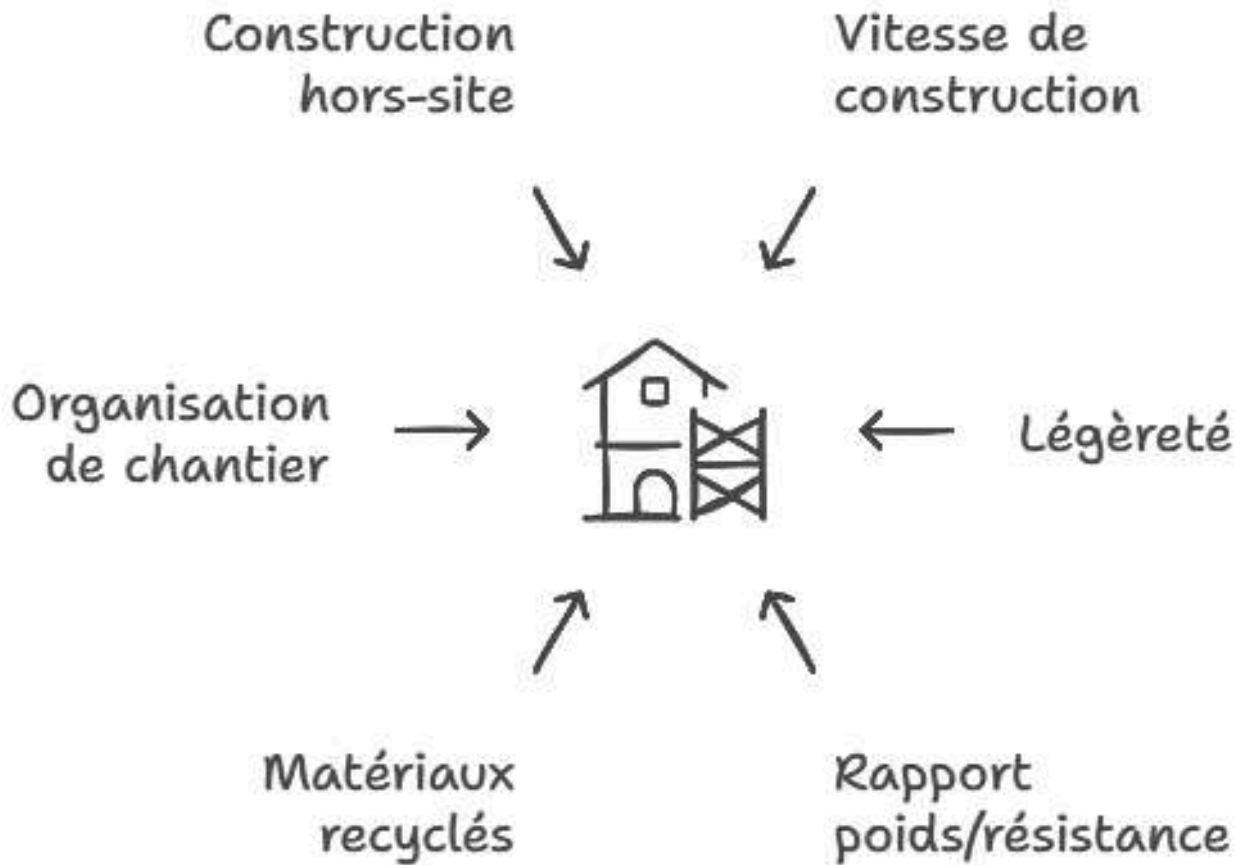 Construction
hors-site
Vitesse de
construction
Organisation
de chantier
Légèreté
Matériaux
recyclés
Rapport
poids/résistance